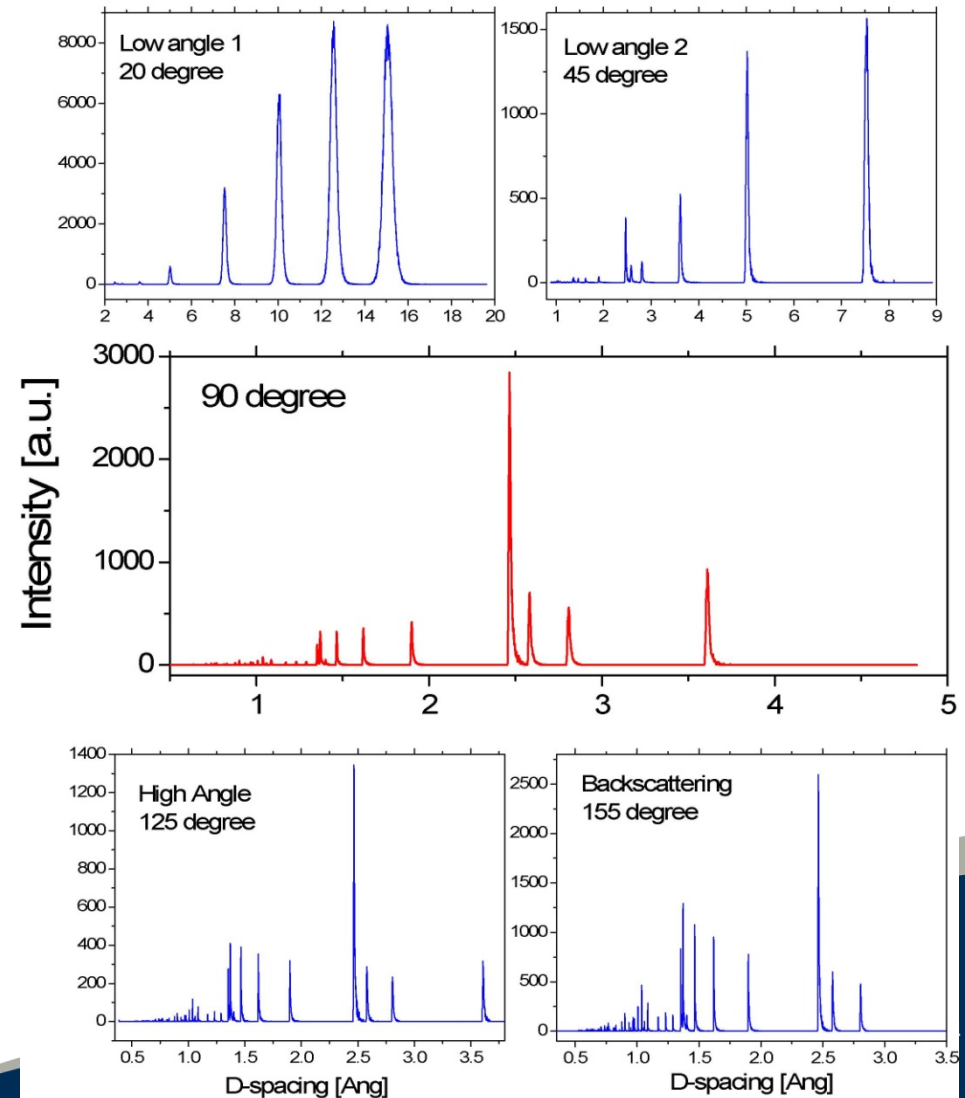 Low angle 1
20 degree
8000
6000
4000
2000
0
2 4 6 8 10 12 14 16 18 20
Low angle 2
45 degree
1500
1000
500
0
1 2 3 4 5 6 7 8 9
Intensity [a.u.]
90 degree
3000
2000
1000
0
1 2 3 4 5
High Angle
125 degree
1400
1200
1000
800
600
400
200
0
0.5 1.0 1.5 2.0 2.5 3.0 3.5
D-spacing [Ang]
Backscattering
155 degree
2500
2000
1500
1000
500
0
0.5 1.0 1.5 2.0 2.5 3.0 3.5
D-spacing [Ang]